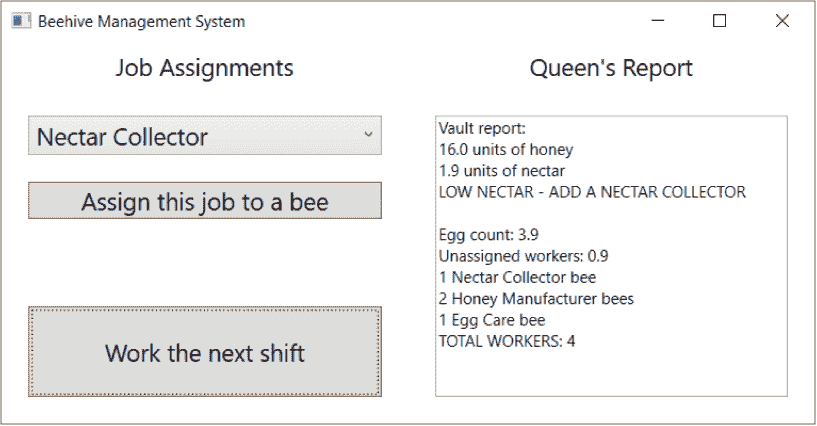 Beehive Management System
Job Assignments
Nectar Collector
Assign this job to a bee
Work the next shift
Queen's Report
Vault report:
16.0 units of honey
1.9 units of nectar
LOW NECTAR - ADD A NECTAR COLLECTOR
Egg count: 3.9
Unassigned workers: 0.9
1 Nectar Collector bee
2 Honey Manufacturer bees
1 Egg Care bee
TOTAL WORKERS: 4